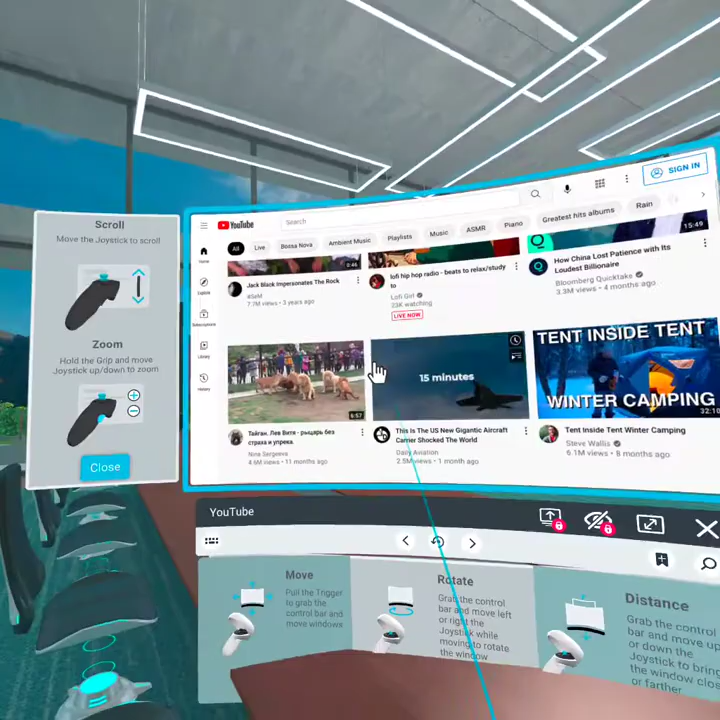 Scroll
Move the Joystick to scroll
Zoom
Hold the Grip and move
Joystick up/down to zoom
Close
YouTube
Search
SIGN IN
All
Live
Bossa Nova
Ambient Music
Playlists
Music
ASMR
Piano
Greatest hits albums
Rain
Home
Explore
Subscriptions
Library
History
0:46
Jack Black Impersonates The Rock
7.7M views • 3 years ago
lofi hip hop radio - beats to relax/study
to
Lofi Girl
23K watching
LIVE NOW
15:49
How China Lost Patience with Its
Loudest Billionaire
Bloomberg Quicktake
3.3M views • 4 months ago
6:57
Тайган. Лев Витя - рыцарь без
страха и упрека.
Nina Sergeeva
4.6M views • 11 months ago
15 minutes
This Is The US New Gigantic Aircraft
Carrier Shocked The World
Daily Aviation
2.5M views • 1 month ago
TENT INSIDE TENT
WINTER CAMPING
32:10
Tent Inside Tent Winter Camping
Steve Wallis
6.1M views • 8 months ago
YouTube
Move
Pull the Trigger
to grab the
control bar and
move windows
Rotate
Grab the control
bar and move left
or right the
Joystick while
moving to rotate
the window
Distance
Grab the control
bar and move up
or down the
Joystick to bring
the window close
or farther